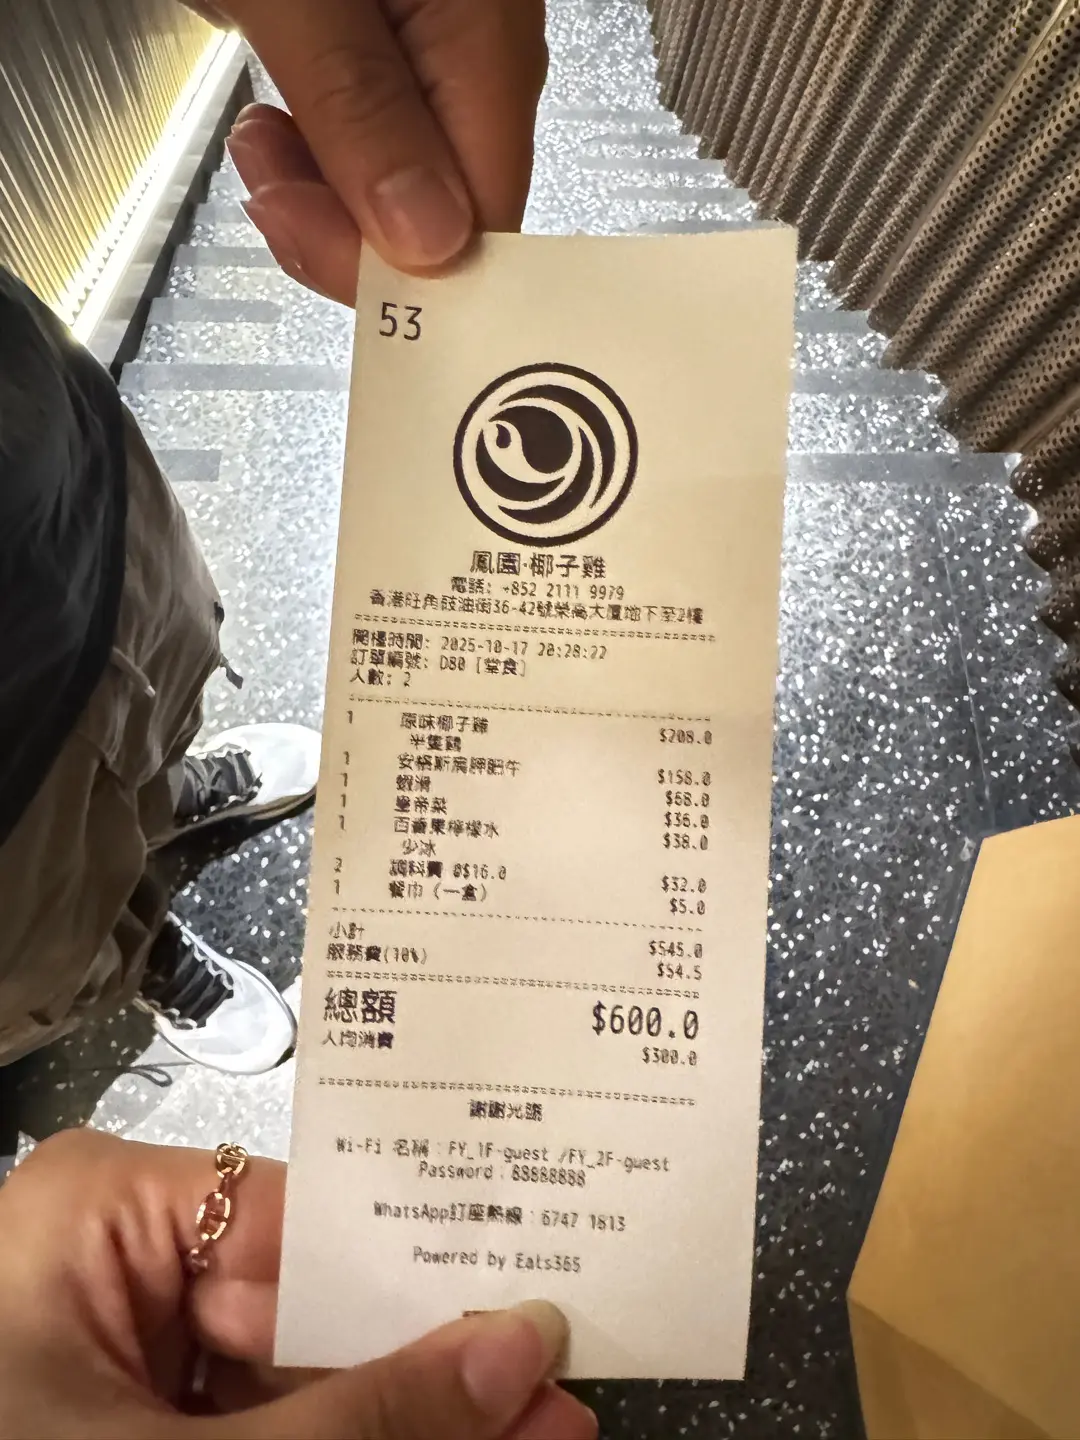 53
鳳園·椰子雞
電話: +852 2111 9979
香港旺角豉油街36-42號榮高大廈地下至2樓
開檯時間: 2025-10-17 20:28:22
訂單編號: D80 [堂食]
人數: 2
1 原味椰子雞 $208.0
半隻雞
1 安格斯肩胛肥牛 $158.0
1 蝦滑 $68.0
1 皇帝菜 $36.0
1 百香果檸檬水 $38.0
少冰
2 調料費 @$16.0 $32.0
1 餐巾 (一盒) $5.0
小計 $545.0
服務費(10%) $54.5
總額 $600.0
人均消費 $300.0
謝謝光臨
Wi-Fi 名稱：FY_1F-guest /FY_2F-guest
Password：88888888
WhatsApp訂座熱線：6747 1813
Powered by Eats365